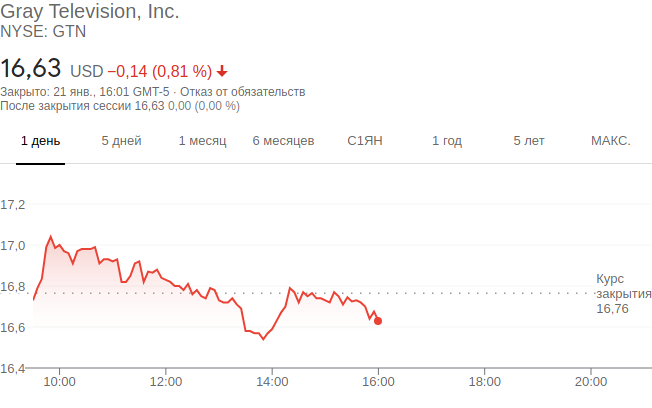 Gray Television, Inc.
NYSE: GTN
16,63 USD −0,14 (0,81 %)
Закрыто: 21 янв., 16:01 GMT-5 · Отказ от обязательств
После закрытия сессии 16,63 0,00 (0,00 %)
1 день 5 дней 1 месяц 6 месяцев С1ЯН 1 год 5 лет МАКС.
17,2
17,0
16,8
Курс
закрытия
16,76
16,6
16,4
10:00 12:00 14:00 16:00 18:00 20:00